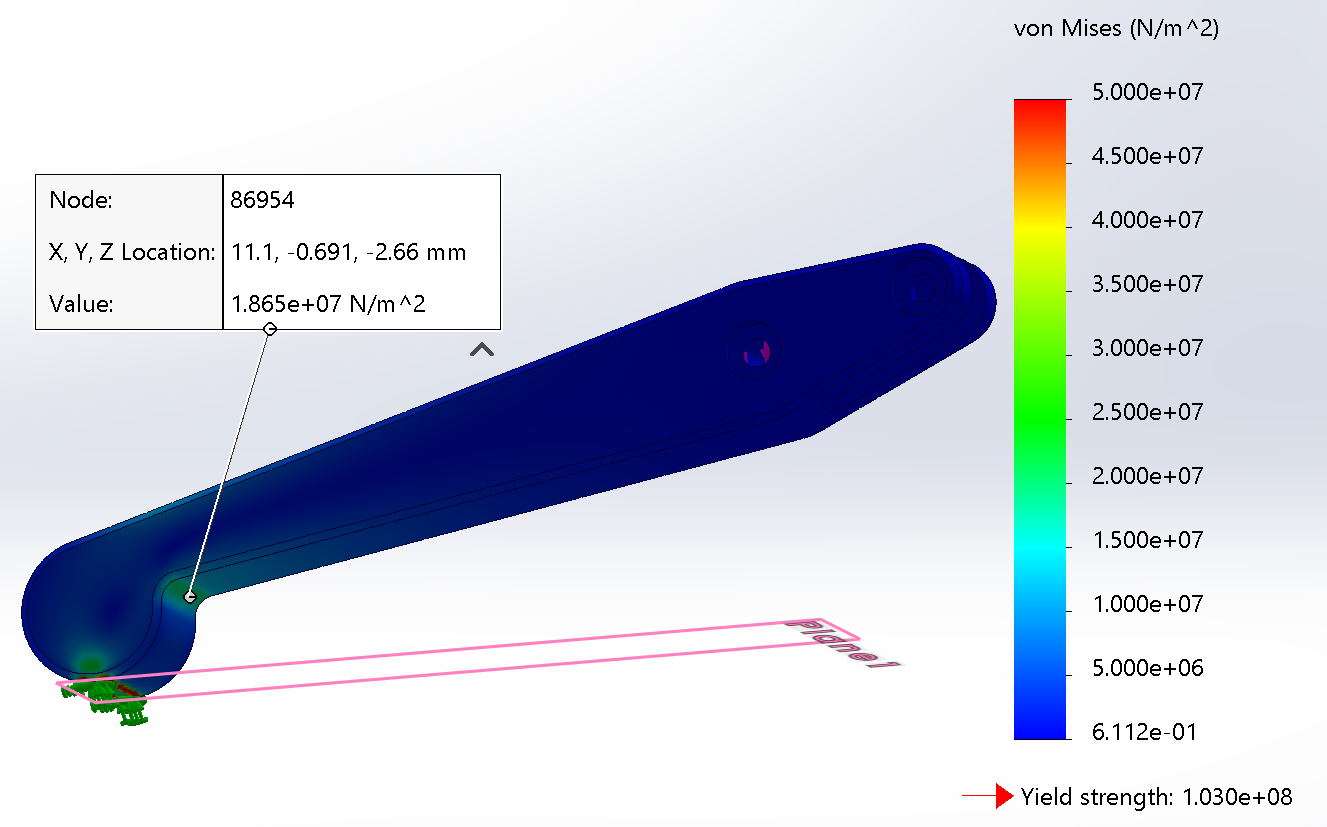 von Mises (N/m^2)
5.000e+07
4.500e+07
4.000e+07
3.500e+07
3.000e+07
2.500e+07
2.000e+07
1.500e+07
1.000e+07
5.000e+06
6.112e-01
Yield strength: 1.030e+08
Node: 86954
X, Y, Z Location: 11.1, -0.691, -2.66 mm
Value: 1.865e+07 N/m^2
Plane1